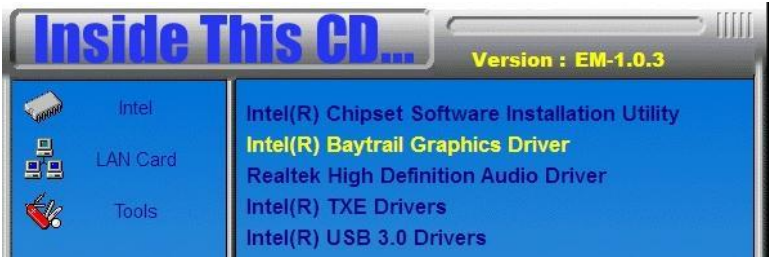 Inside This CD...
Version : EM-1.0.3
Intel
LAN Card
Tools
Intel(R) Chipset Software Installation Utility
Intel(R) Baytrail Graphics Driver
Realtek High Definition Audio Driver
Intel(R) TXE Drivers
Intel(R) USB 3.0 Drivers